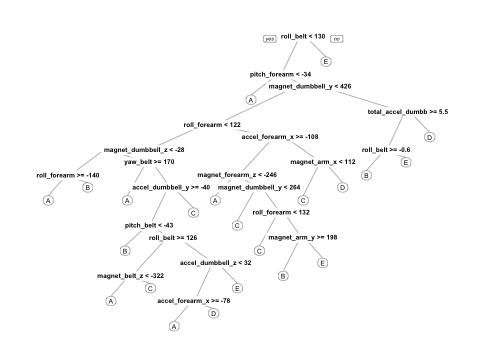 yes roll_belt < 130 no
E
pitch_forearm < -34
A
magnet_dumbbell_y < 426
total_accel_dumbb >= 5.5
roll_forearm < 122
D
accel_forearm_x >= -108
magnet_dumbbell_z < -28
roll_belt >= -0.6
yaw_belt >= 170
magnet_arm_x < 112
E
roll_forearm >= -140
magnet_forearm_z < -246
B
B
accel_dumbbell_y >= -40
magnet_dumbbell_y < 264
D
A
A
A
C
C
C
roll_forearm < 132
pitch_belt < -43
roll_belt >= 126
magnet_arm_y >= 198
B
C
accel_dumbbell_z < 32
E
magnet_belt_z < -322
B
C
E
A
accel_forearm_x >= -78
D
A